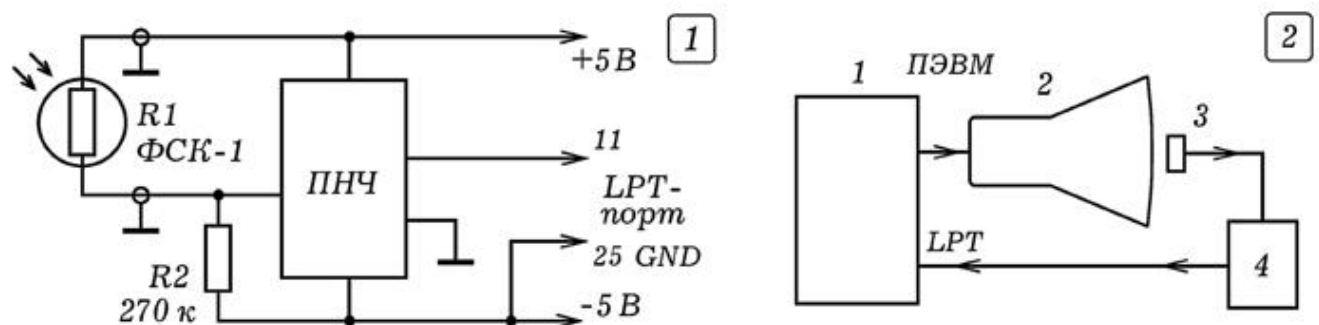 1
+5 В
R1
ФСК-1
ПНЧ
11
LPT-
порт
25 GND
R2
270 к
-5 В
2
1
ПЭВМ
2
3
LPT
4